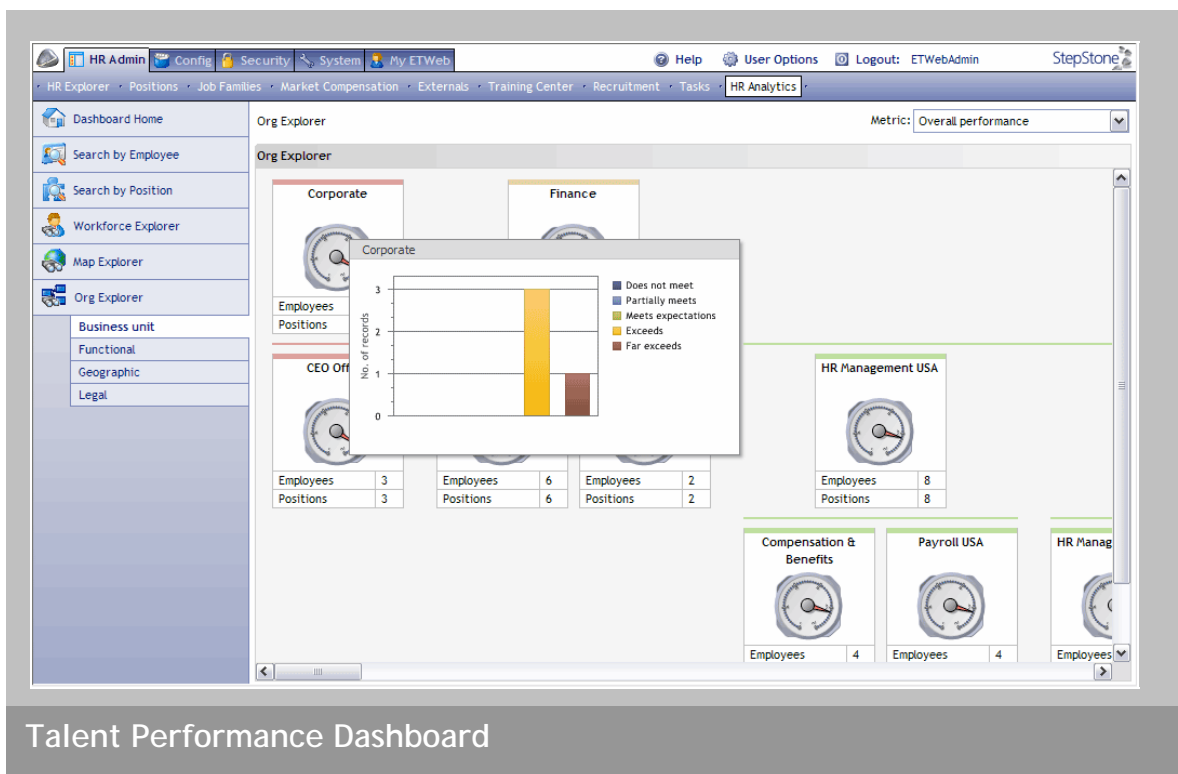 HR Admin Config Security System My ETWeb Help User Options Logout: ETWebAdmin StepStone
HR Explorer Positions Job Families Market Compensation Externals Training Center Recruitment Tasks HR Analytics
Dashboard Home
Search by Employee
Search by Position
Workforce Explorer
Map Explorer
Org Explorer
Business unit
Functional
Geographic
Legal
Org Explorer Metric: Overall performance
Org Explorer
Corporate Finance
Employees
Positions
Corporate
3
2
1
0
No. of records
Does not meet
Partially meets
Meets expectations
Exceeds
Far exceeds
CEO Off HR Management USA
Employees 3 Employees 6 Employees 2 Employees 8
Positions 3 Positions 6 Positions 2 Positions 8
Compensation & Payroll USA HR Manag
Benefits
Employees 4 Employees 4 Employees
Talent Performance Dashboard